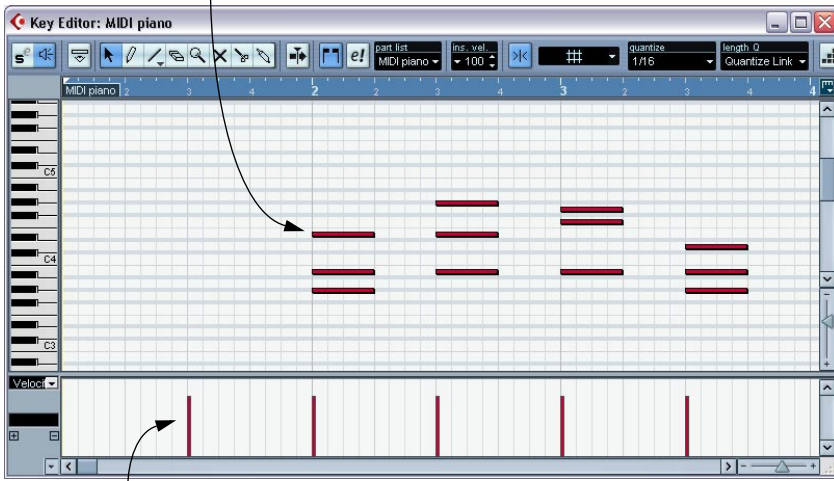 Key Editor: MIDI piano
part list
MIDI piano
ins. vel.
100
quantize
1/16
length Q
Quantize Link
MIDI piano 2 3 4 2 2 3 4 3 2 3 4 4
C5
C4
C3
Veloci